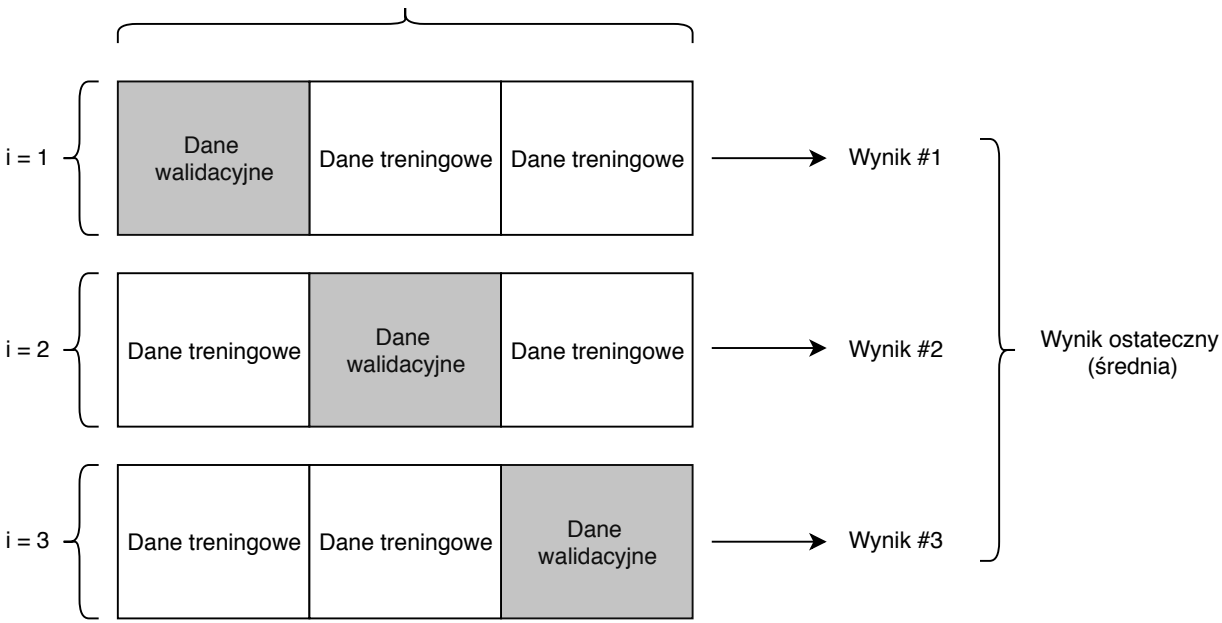 i = 1
Dane
walidacyjne
Dane treningowe
Dane treningowe
Wynik #1
i = 2
Dane treningowe
Dane
walidacyjne
Dane treningowe
Wynik #2
Wynik ostateczny
(średnia)
i = 3
Dane treningowe
Dane treningowe
Dane
walidacyjne
Wynik #3